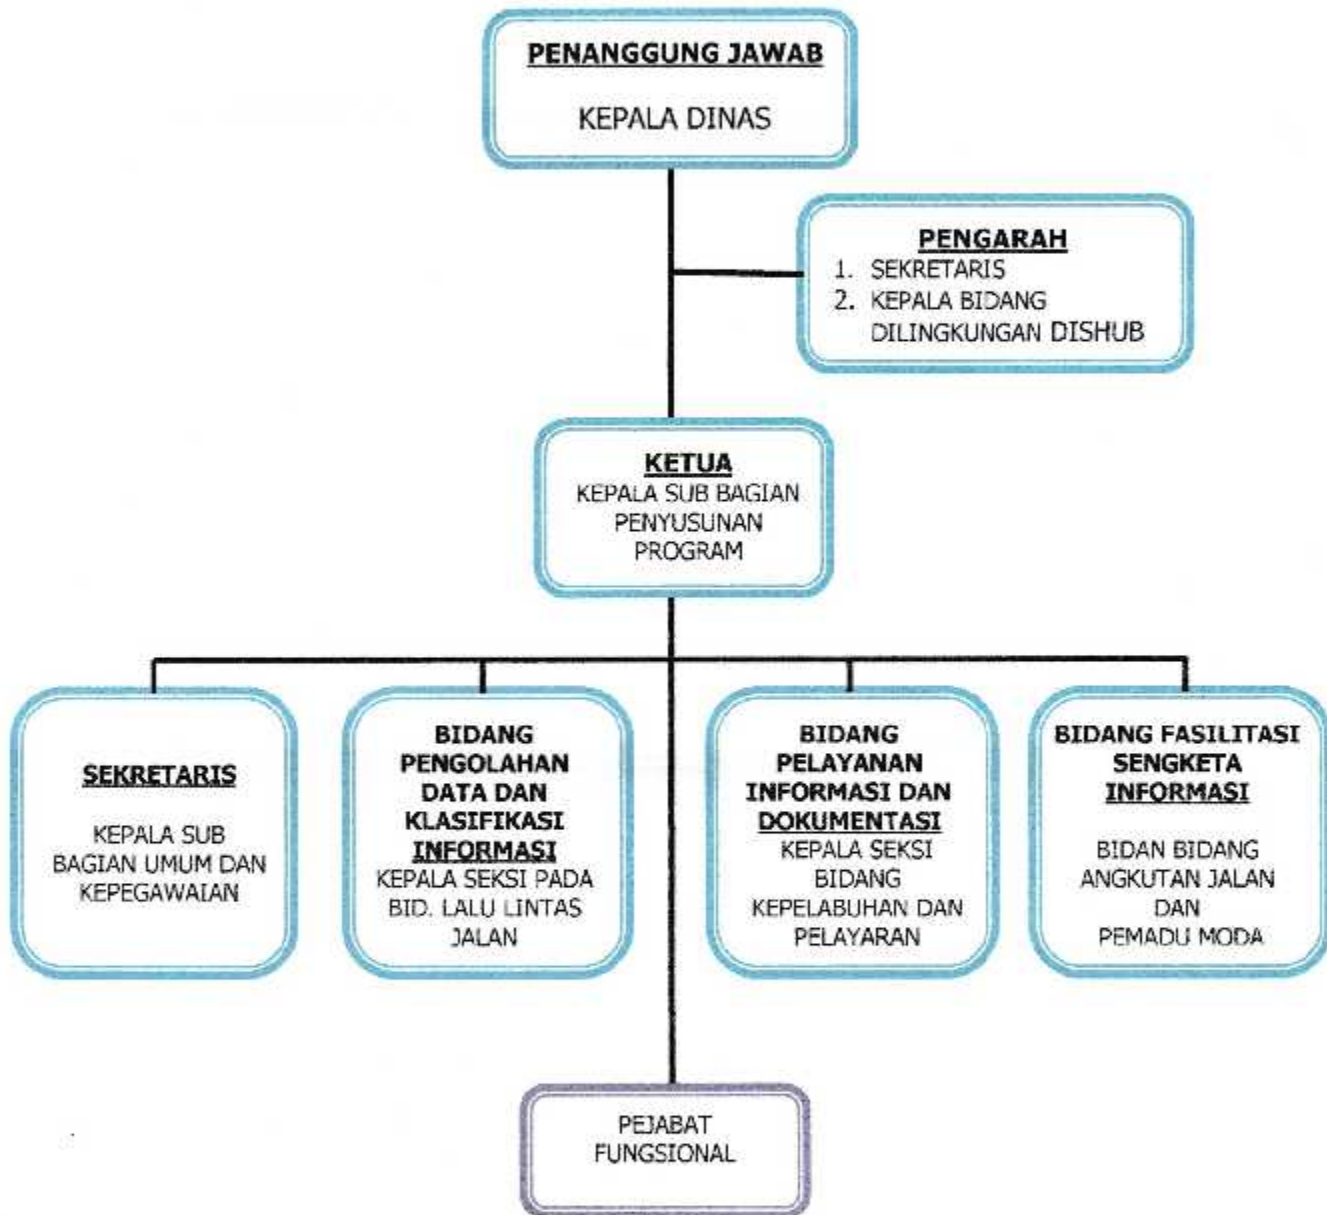 PENANGGUNG JAWAB
KEPALA DINAS
PENGARAH
1. SEKRETARIS
2. KEPALA BIDANG
DILINGKUNGAN DISHUB
KETUA
KEPALA SUB BAGIAN
PENYUSUNAN
PROGRAM
SEKRETARIS
KEPALA SUB
BAGIAN UMUM DAN
KEPEGAWAIAN
BIDANG
PENGOLAHAN
DATA DAN
KLASIFIKASI
INFORMASI
KEPALA SEKSI PADA
BID. LALU LINTAS
JALAN
BIDANG
PELAYANAN
INFORMASI DAN
DOKUMENTASI
KEPALA SEKSI
BIDANG
KEPELABUHAN DAN
PELAYARAN
BIDANG FASILITASI
SENGKETA
INFORMASI
BIDAN BIDANG
ANGKUTAN JALAN
DAN
PEMADU MODA
PEJABAT
FUNGSIONAL